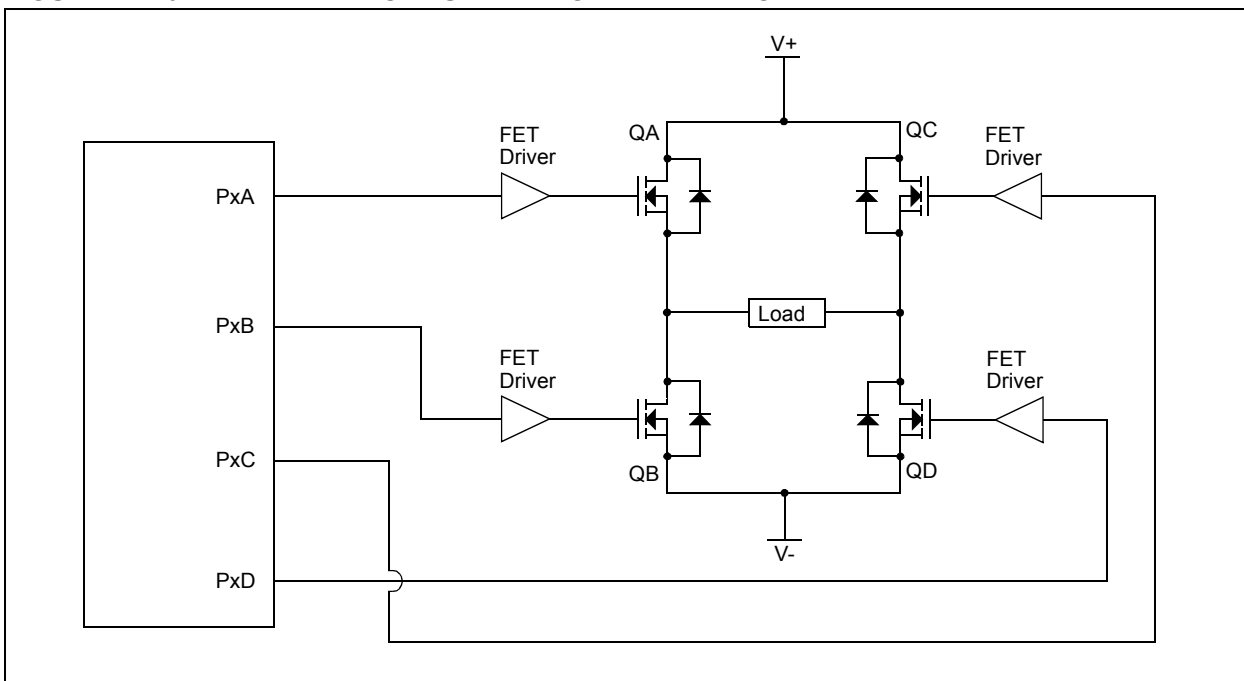 V+
QA
QC
FET
Driver
FET
Driver
PxA
PxB
Load
FET
Driver
FET
Driver
PxC
QB
QD
V-
PxD